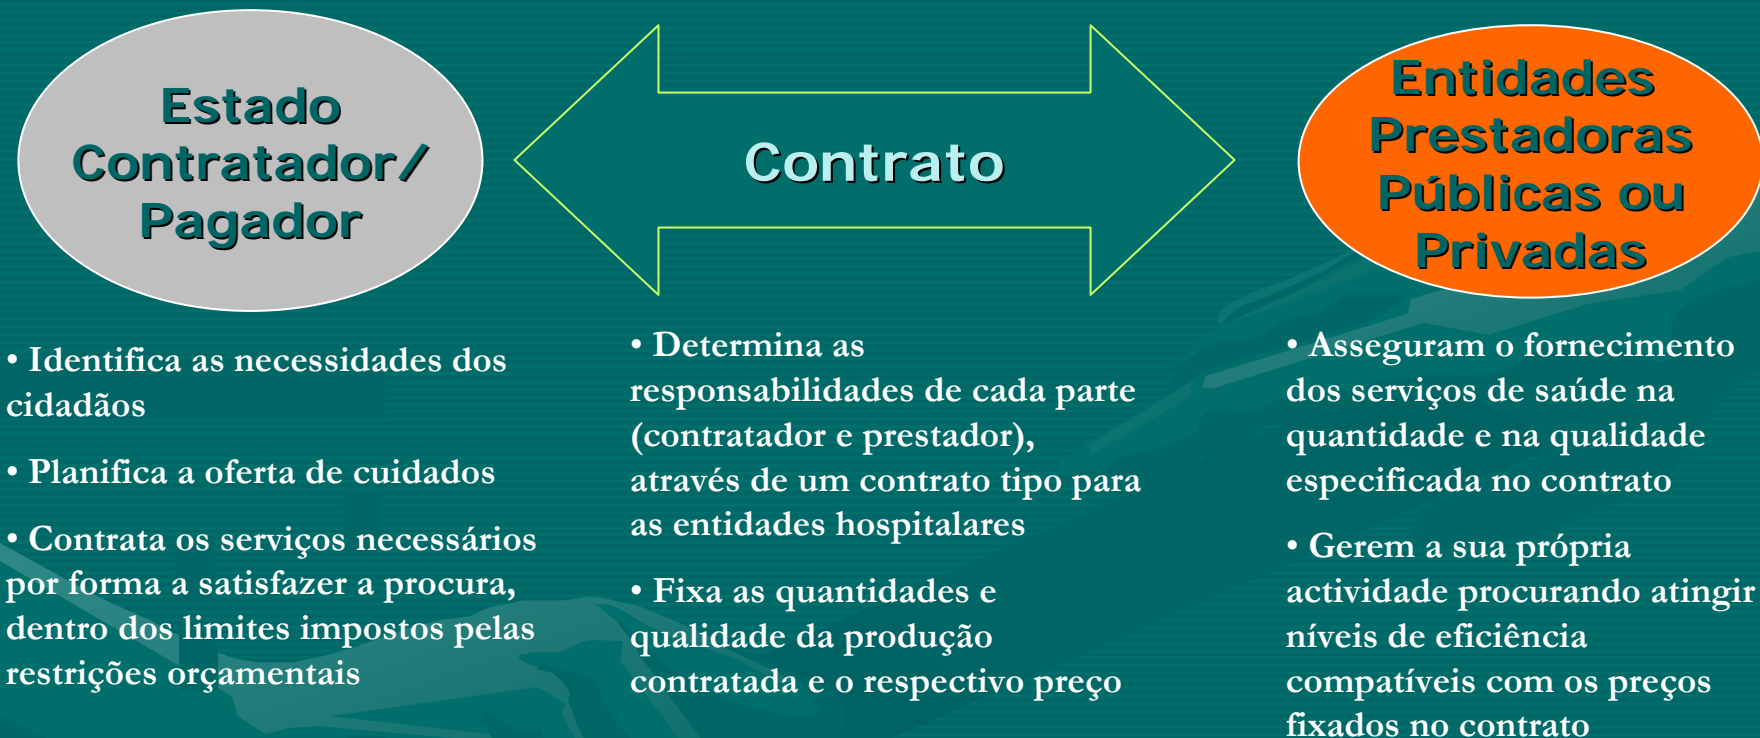 Estado
Contratador/
Pagador
• Identifica as necessidades dos
cidadãos
• Planifica a oferta de cuidados
• Contrata os serviços necessários
por forma a satisfazer a procura,
dentro dos limites impostos pelas
restrições orçamentais
Contrato
• Determina as
responsabilidades de cada parte
(contratador e prestador),
através de um contrato tipo para
as entidades hospitalares
• Fixa as quantidades e
qualidade da produção
contratada e o respectivo preço
Entidades
Prestadoras
Públicas ou
Privadas
• Asseguram o fornecimento
dos serviços de saúde na
quantidade e na qualidade
especificada no contrato
• Gerem a sua própria
actividade procurando atingir
níveis de eficiência
compatíveis com os preços
fixados no contrato